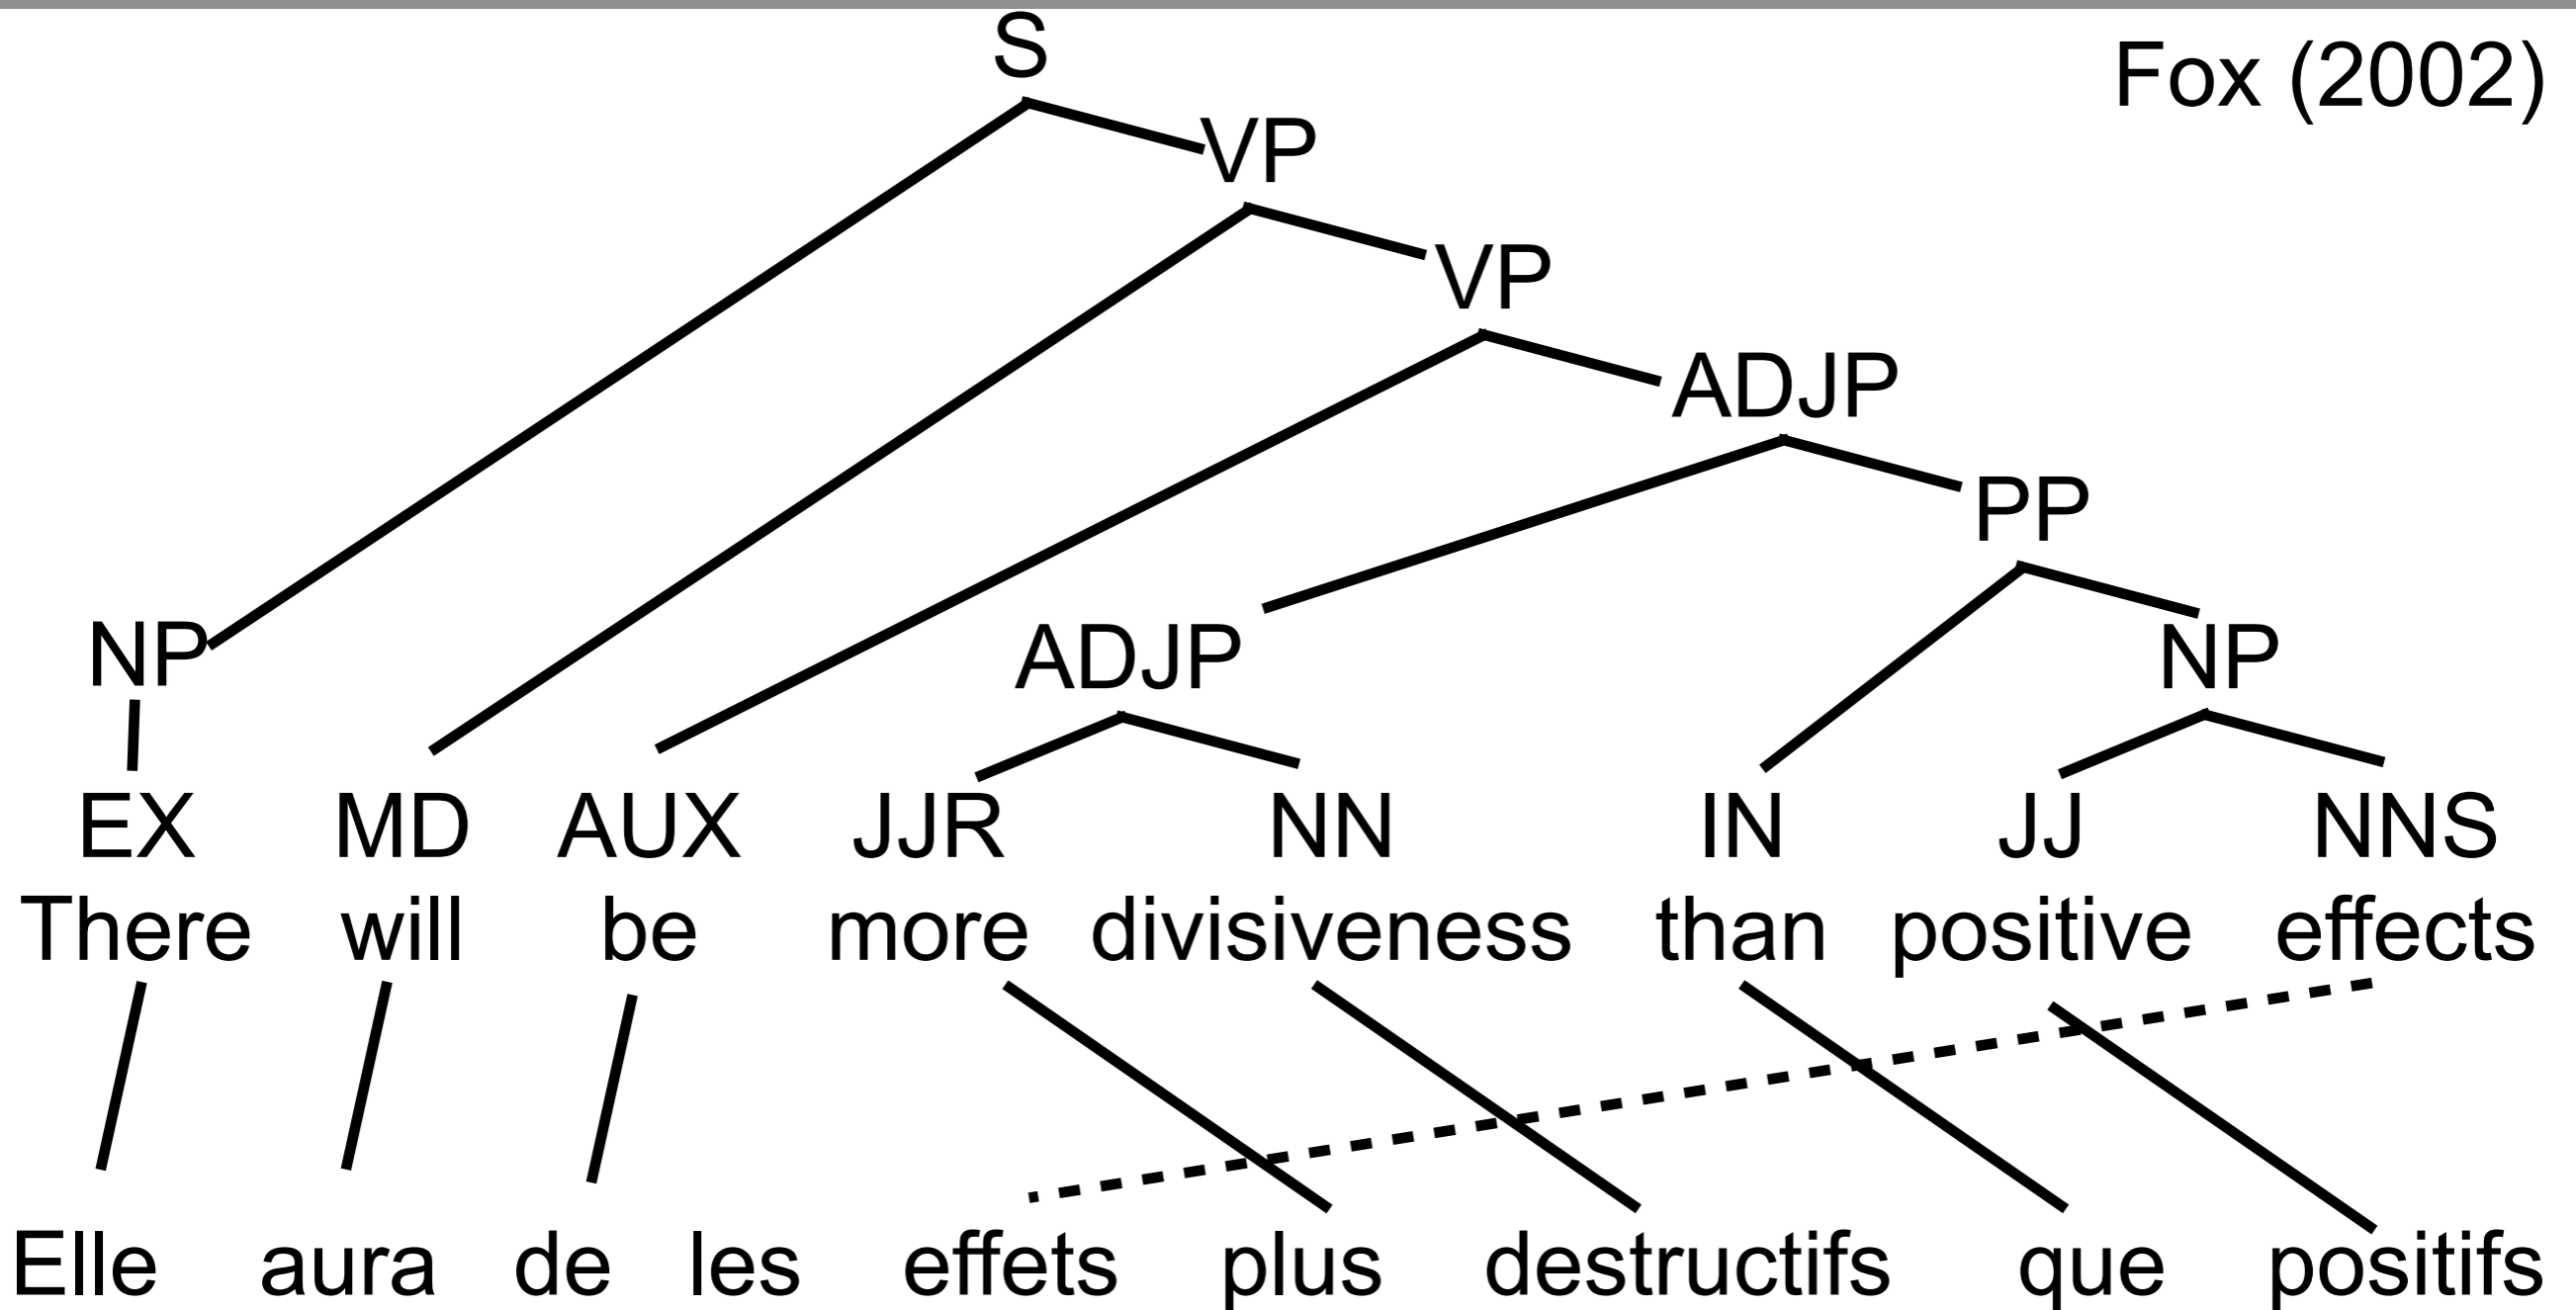 S
Fox (2002)
VP
VP
ADJP
PP
NP ADJP NP
EX MD AUX JJR NN IN JJ NNS
There will be more divisiveness than positive effects
Elle aura de les effets plus destructifs que positifs